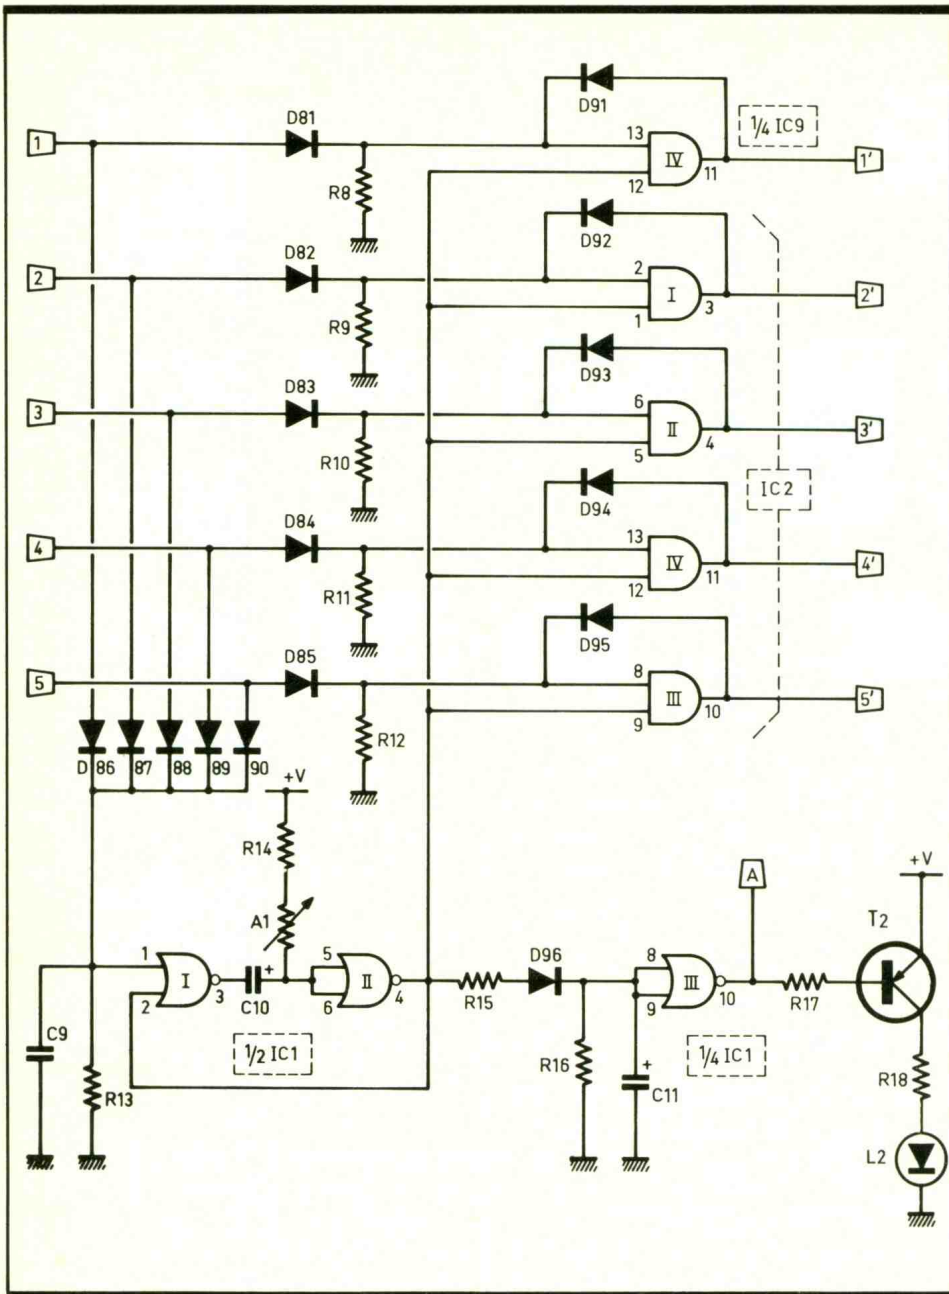 D91
1/4 IC9
1
D81
13
IV
11
12
1'
R8
D92
2
D82
2
I
3
1
2'
R9
D93
3
D83
6
II
4
5
3'
R10
IC2
D94
4
D84
13
IV
11
12
4'
R11
D95
5
D85
8
III
10
9
5'
R12
D 86
87
88
89
90
+V
R14
A1
A
+V
T2
1
I
3
2
C10
+
5
II
4
6
R15
D96
8
III
10
9
R17
C9
R13
1/2 IC1
R16
+
C11
1/4 IC1
R18
L2